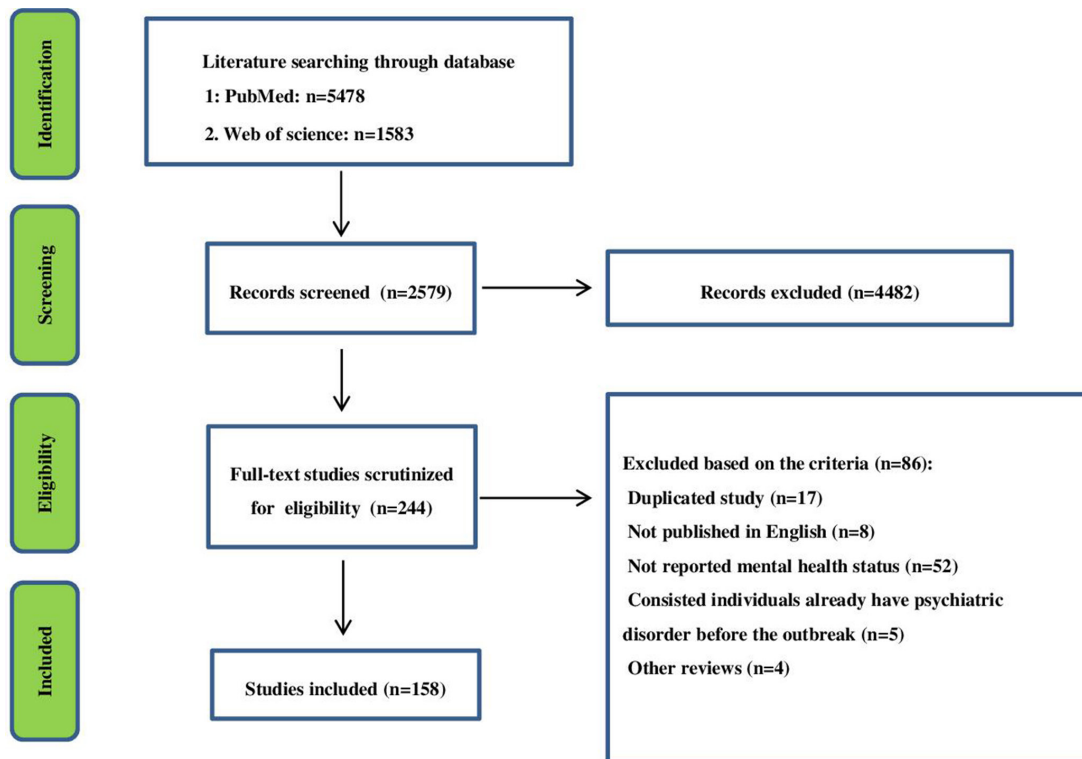 Identification
Literature searching through database
1: PubMed: n=5478
2. Web of science: n=1583
Screening
Records screened (n=2579)
Records excluded (n=4482)
Eligibility
Full-text studies scrutinized
for eligibility (n=244)
Excluded based on the criteria (n=86):
Duplicated study (n=17)
Not published in English (n=8)
Not reported mental health status (n=52)
Consisted individuals already have psychiatric
disorder before the outbreak (n=5)
Other reviews (n=4)
Included
Studies included (n=158)